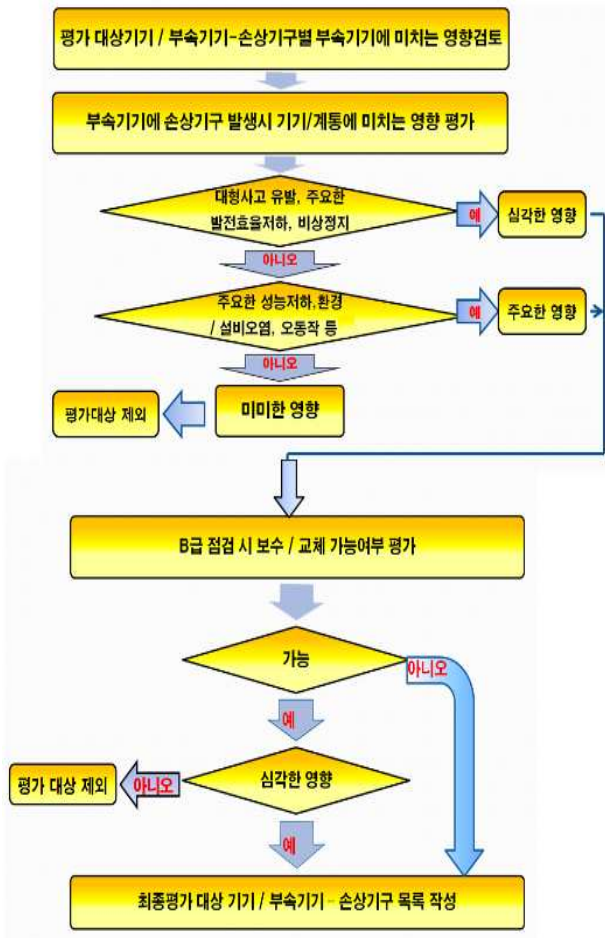 평가 대상기기 / 부속기기-손상기구별 부속기기에 미치는 영향검토
부속기기에 손상기구 발생시 기기/계통에 미치는 영향 평가
대형사고 유발, 주요한
발전효율저하, 비상정지
예
심각한 영향
아니오
주요한 성능저하,환경
/ 설비오염, 오동작 등
예
주요한 영향
아니오
평가대상 제외
미미한 영향
B급 점검 시 보수 / 교체 가능여부 평가
가능
아니오
예
심각한 영향
아니오
평가 대상 제외
예
최종평가 대상 기기 / 부속기기 - 손상기구 목록 작성